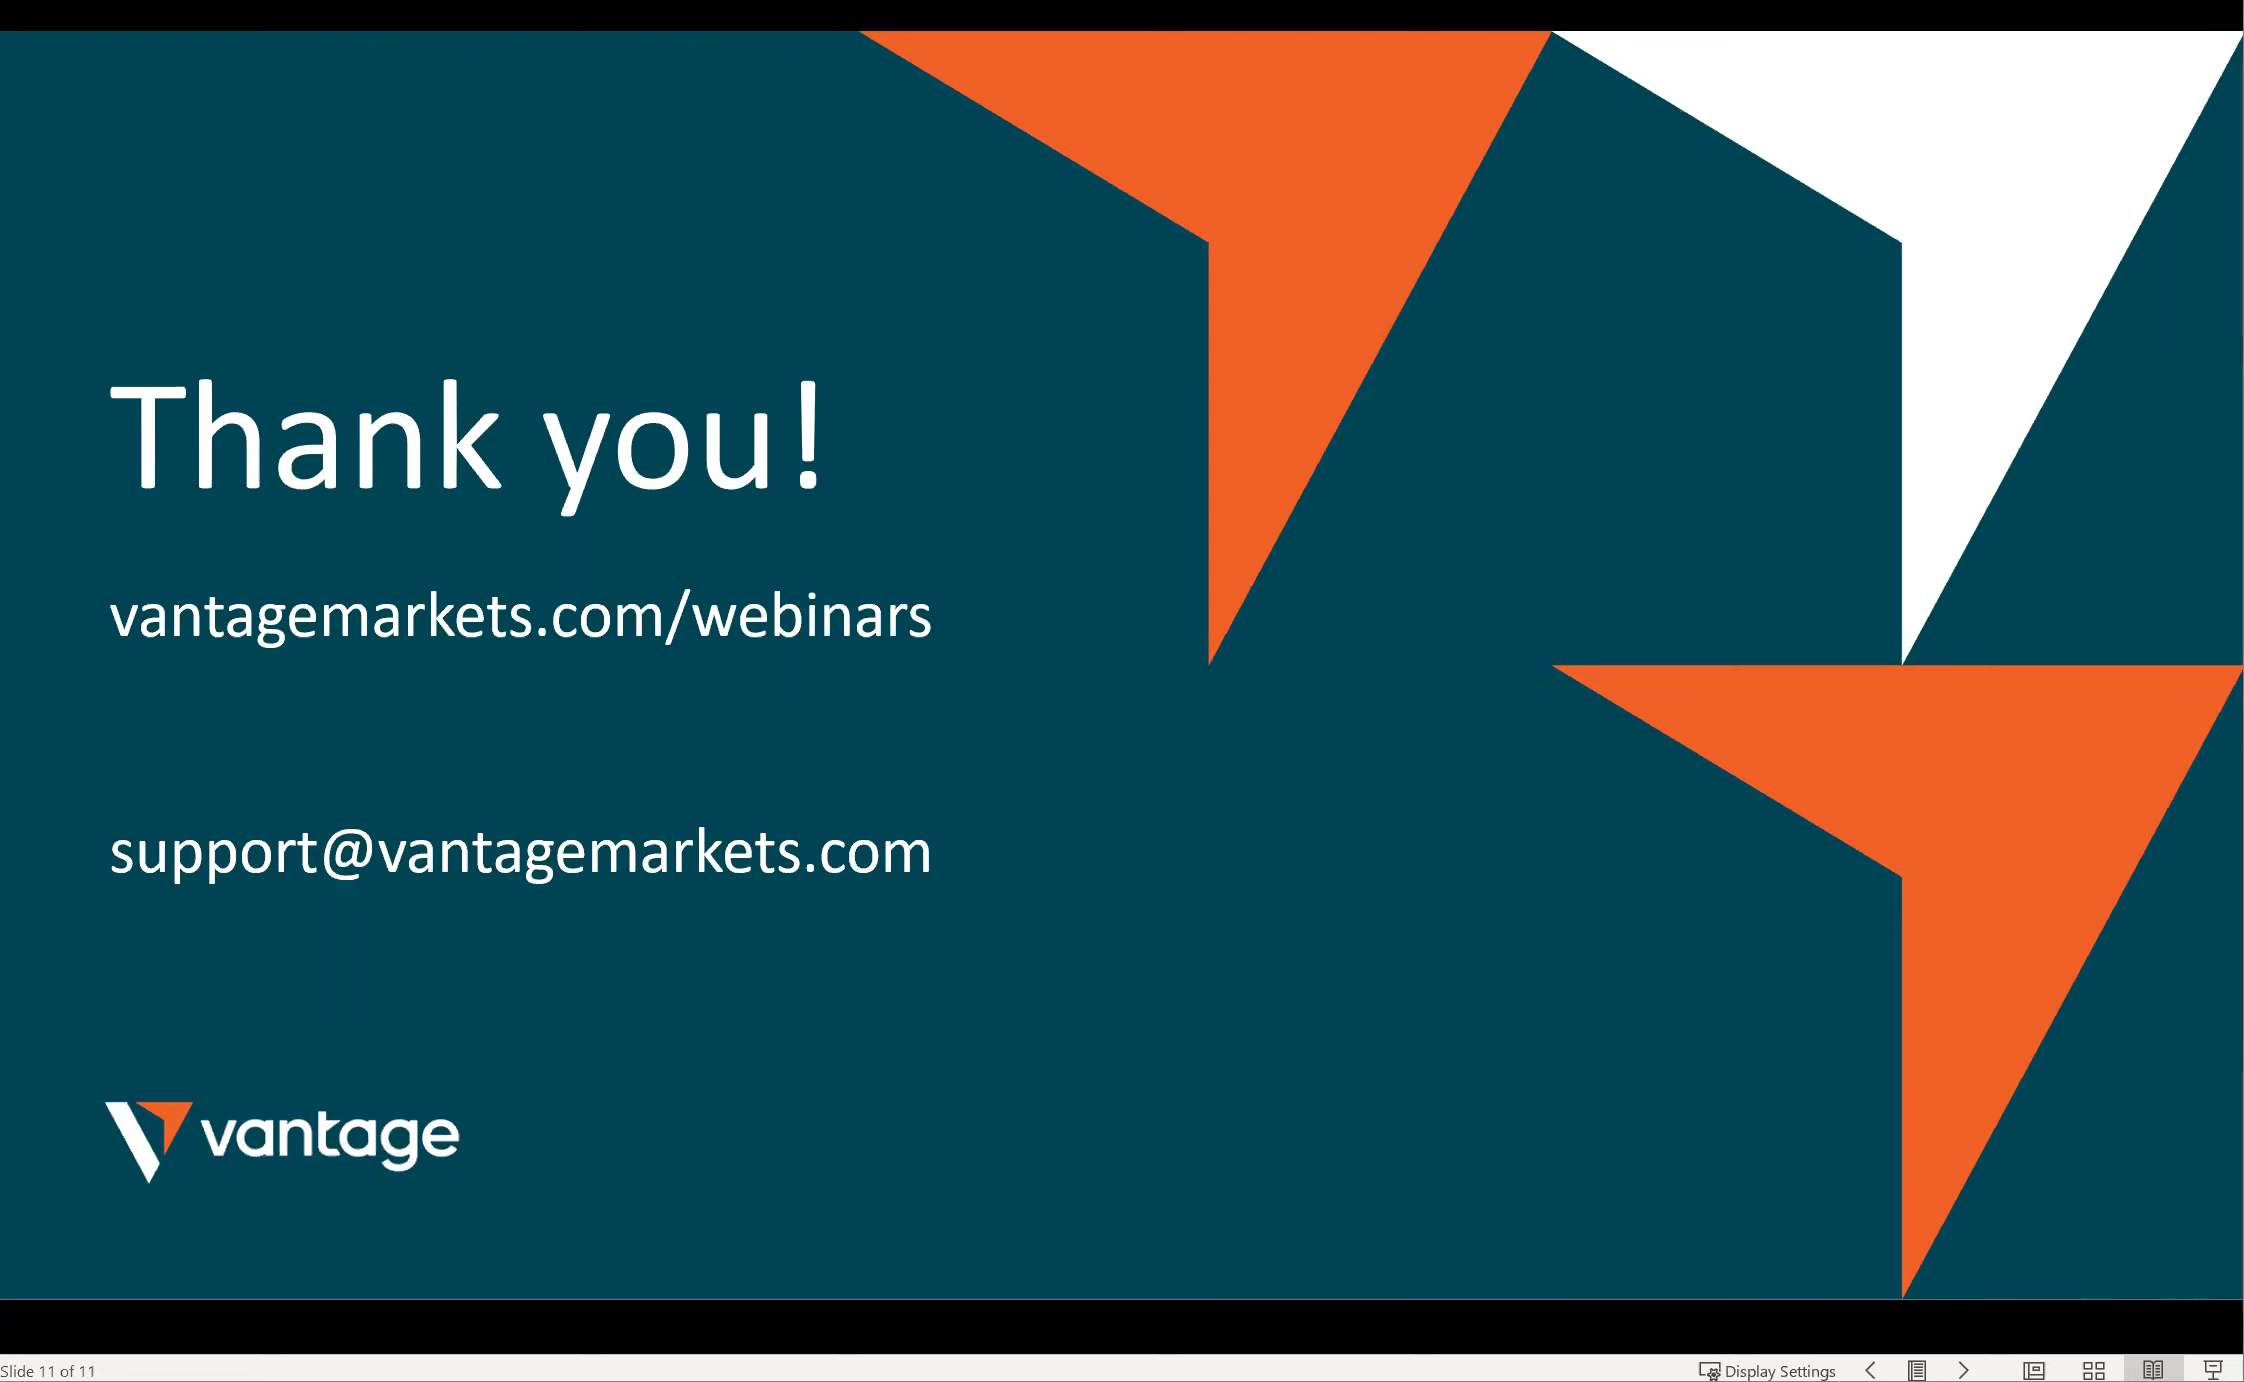 Thank you!
vantagemarkets.com/webinars
support@vantagemarkets.com
vantage
Slide 11 of 11
Display Settings